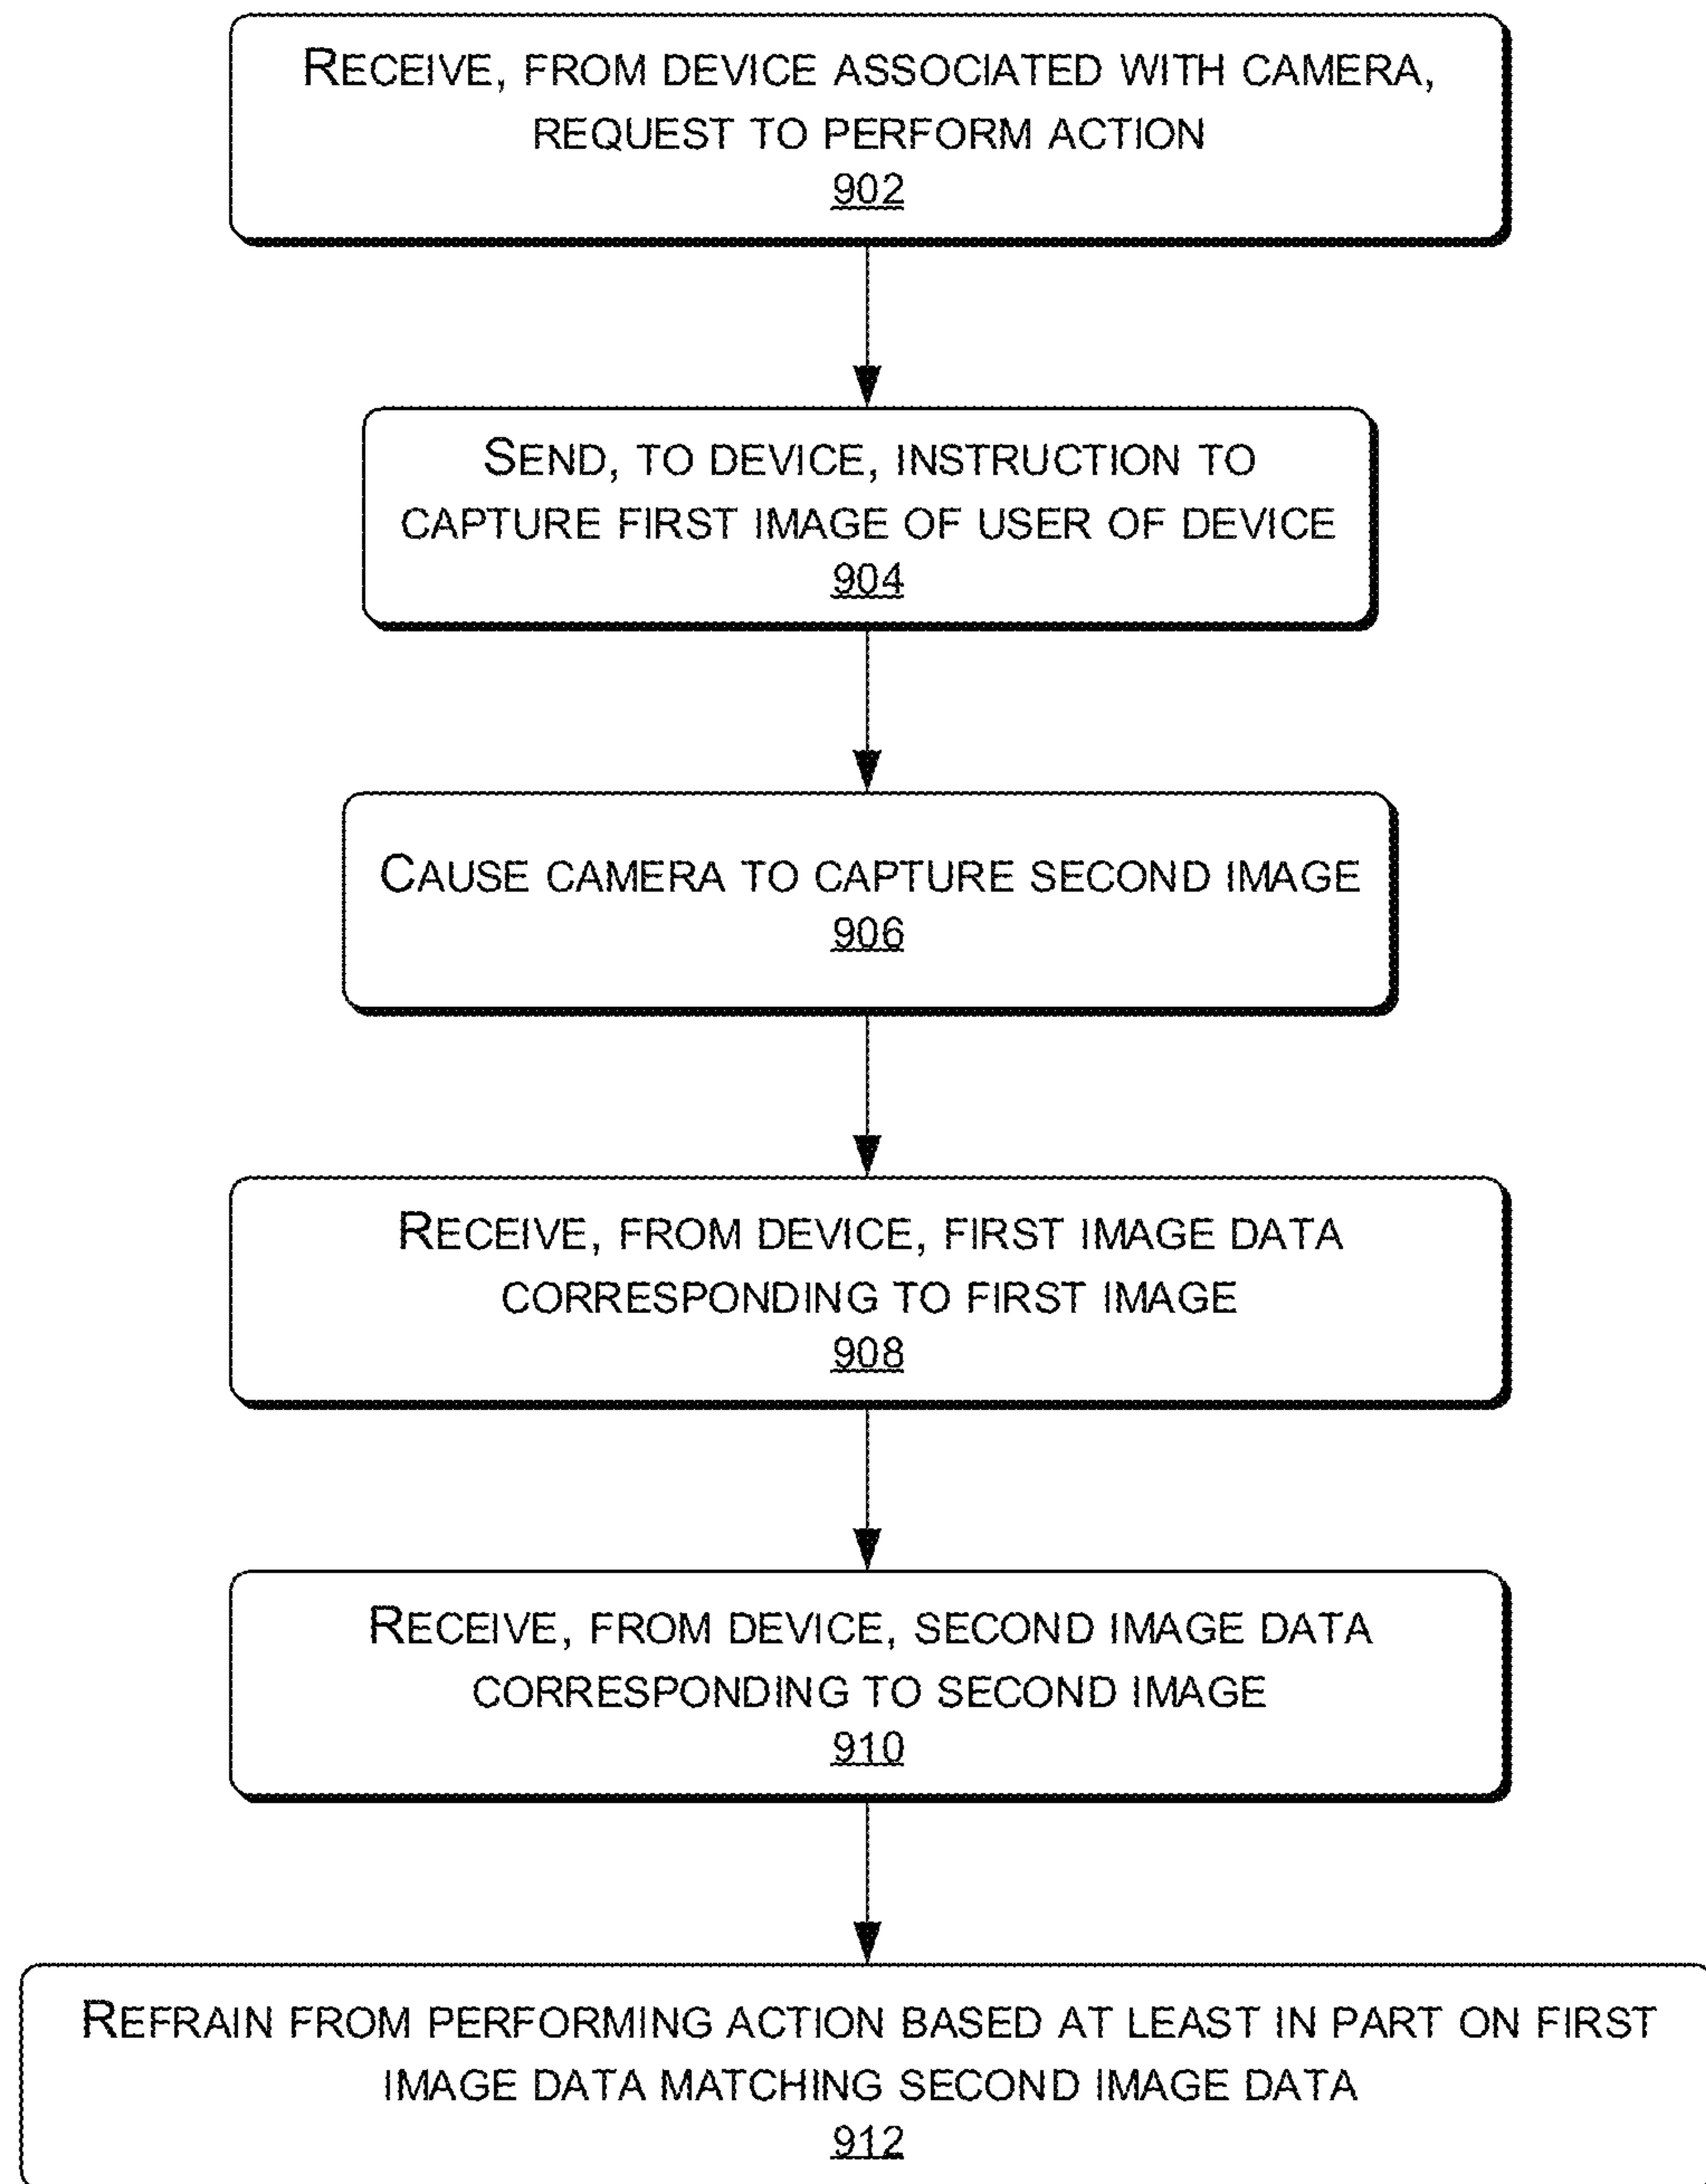 RECEIVE, FROM DEVICE ASSOCIATED WITH CAMERA,
REQUEST TO PERFORM ACTION
902
SEND, TO DEVICE, INSTRUCTION TO
CAPTURE FIRST IMAGE OF USER OF DEVICE
904
CAUSE CAMERA TO CAPTURE SECOND IMAGE
906
RECEIVE, FROM DEVICE, FIRST IMAGE DATA
CORRESPONDING TO FIRST IMAGE
908
RECEIVE, FROM DEVICE, SECOND IMAGE DATA
CORRESPONDING TO SECOND IMAGE
910
REFRAIN FROM PERFORMING ACTION BASED AT LEAST IN PART ON FIRST
IMAGE DATA MATCHING SECOND IMAGE DATA
912